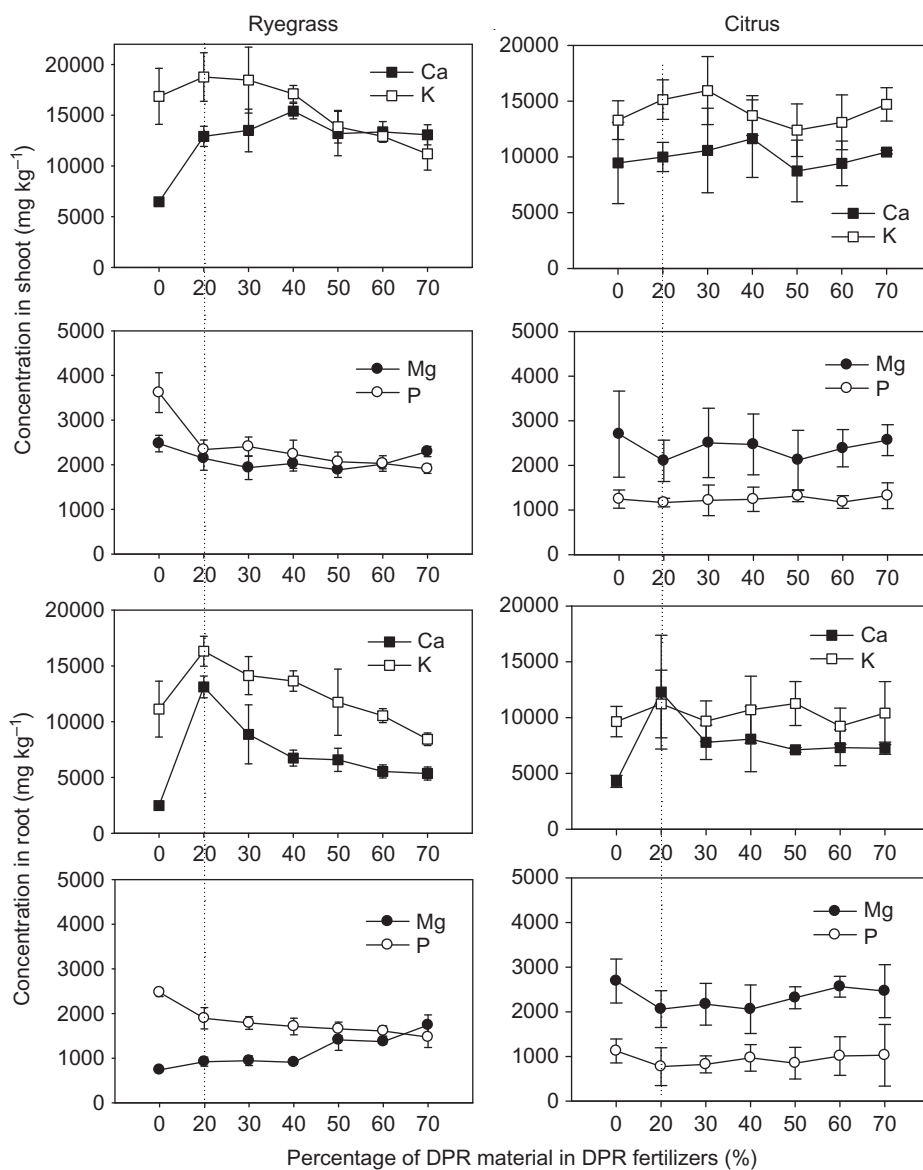 Ryegrass
Citrus
Concentration in shoot (mg kg⁻¹)
20000
15000
10000
5000
0
Ca
K
0 20 30 40 50 60 70
20000
15000
10000
5000
0
Ca
K
0 20 30 40 50 60 70
5000
4000
3000
2000
1000
0
Mg
P
0 20 30 40 50 60 70
5000
4000
3000
2000
1000
0
Mg
P
0 20 30 40 50 60 70
Concentration in root (mg kg⁻¹)
20000
15000
10000
5000
0
Ca
K
0 20 30 40 50 60 70
20000
15000
10000
5000
0
Ca
K
0 20 30 40 50 60 70
5000
4000
3000
2000
1000
0
Mg
P
0 20 30 40 50 60 70
5000
4000
3000
2000
1000
0
Mg
P
0 20 30 40 50 60 70
Percentage of DPR material in DPR fertilizers (%)